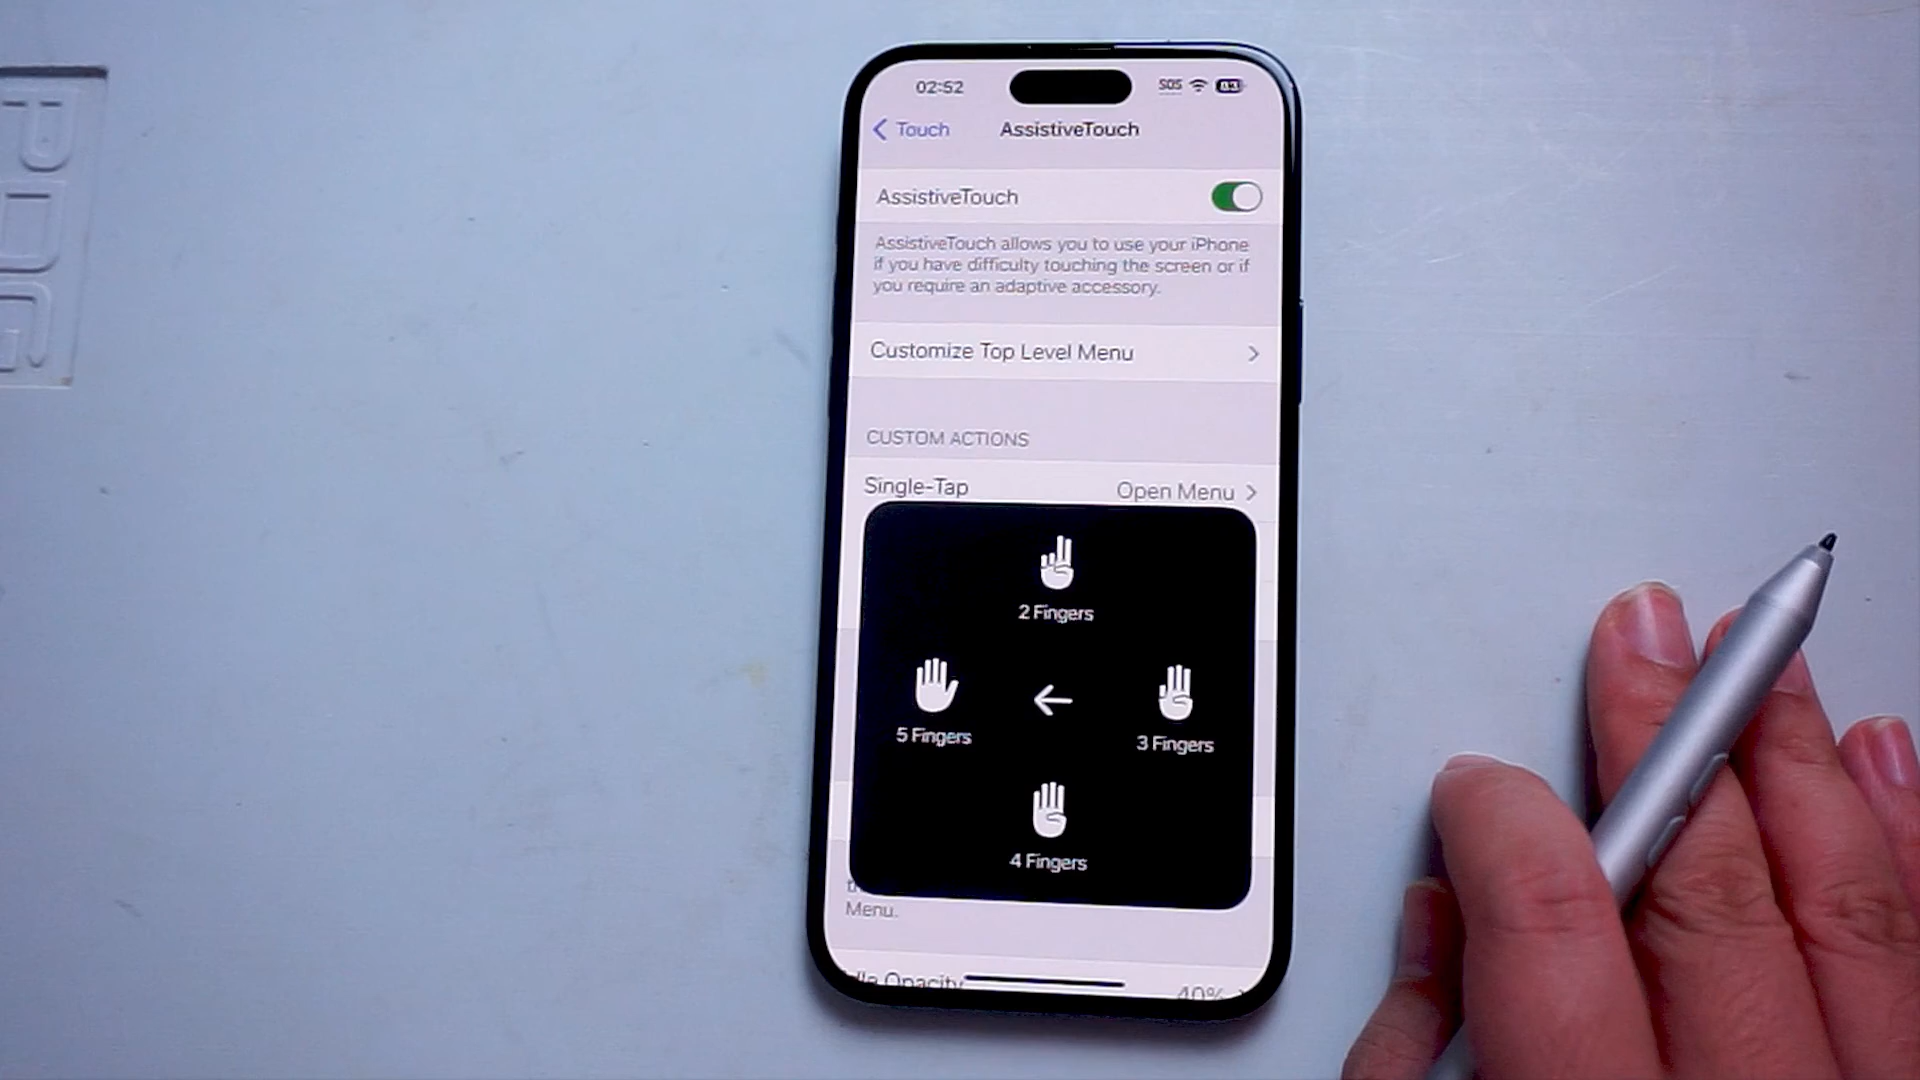 02:52
SOS
Touch
AssistiveTouch
AssistiveTouch
AssistiveTouch allows you to use your iPhone
if you have difficulty touching the screen or if
you require an adaptive accessory.
Customize Top Level Menu
CUSTOM ACTIONS
Single-Tap
Open Menu
2 Fingers
5 Fingers
3 Fingers
4 Fingers
Menu.
Opacity
40%